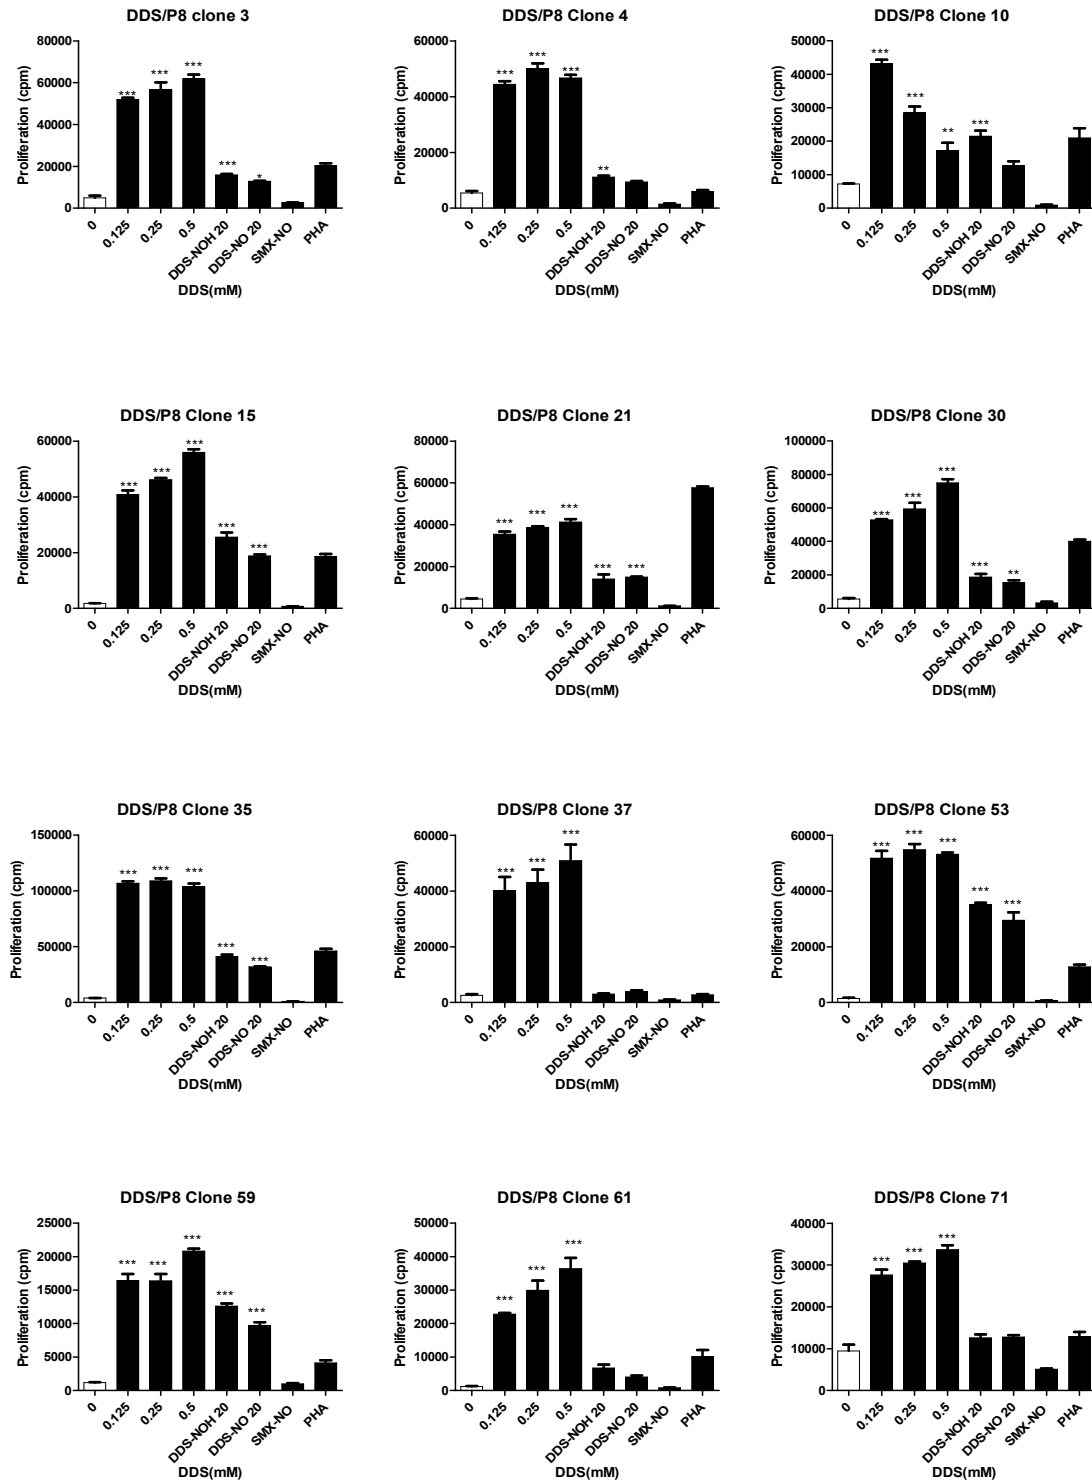 DDS/P8 clone 3
Proliferation (cpm)
80000
60000
40000
20000
0
*** *** *** *** *
0 0.125 0.25 0.5 DDS-NOH 20 DDS-NO 20 SMX-NO PHA
DDS(mM)
DDS/P8 Clone 4
Proliferation (cpm)
60000
40000
20000
0
*** *** *** **
0 0.125 0.25 0.5 DDS-NOH 20 DDS-NO 20 SMX-NO PHA
DDS(mM)
DDS/P8 Clone 10
Proliferation (cpm)
50000
40000
30000
20000
10000
0
*** *** ** ***
0 0.125 0.25 0.5 DDS-NOH 20 DDS-NO 20 SMX-NO PHA
DDS(mM)
DDS/P8 Clone 15
Proliferation (cpm)
60000
40000
20000
0
*** *** *** *** ***
0 0.125 0.25 0.5 DDS-NOH 20 DDS-NO 20 SMX-NO PHA
DDS(mM)
DDS/P8 Clone 21
Proliferation (cpm)
80000
60000
40000
20000
0
*** *** *** *** ***
0 0.125 0.25 0.5 DDS-NOH 20 DDS-NO 20 SMX-NO PHA
DDS(mM)
DDS/P8 Clone 30
Proliferation (cpm)
100000
80000
60000
40000
20000
0
*** *** *** *** **
0 0.125 0.25 0.5 DDS-NOH 20 DDS-NO 20 SMX-NO PHA
DDS(mM)
DDS/P8 Clone 35
Proliferation (cpm)
150000
100000
50000
0
*** *** *** *** ***
0 0.125 0.25 0.5 DDS-NOH 20 DDS-NO 20 SMX-NO PHA
DDS(mM)
DDS/P8 Clone 37
Proliferation (cpm)
60000
40000
20000
0
*** *** ***
0 0.125 0.25 0.5 DDS-NOH 20 DDS-NO 20 SMX-NO PHA
DDS(mM)
DDS/P8 Clone 53
Proliferation (cpm)
60000
40000
20000
0
*** *** *** *** ***
0 0.125 0.25 0.5 DDS-NOH 20 DDS-NO 20 SMX-NO PHA
DDS(mM)
DDS/P8 Clone 59
Proliferation (cpm)
25000
20000
15000
10000
5000
0
*** *** *** *** ***
0 0.125 0.25 0.5 DDS-NOH 20 DDS-NO 20 SMX-NO PHA
DDS(mM)
DDS/P8 Clone 61
Proliferation (cpm)
50000
40000
30000
20000
10000
0
*** *** ***
0 0.125 0.25 0.5 DDS-NOH 20 DDS-NO 20 SMX-NO PHA
DDS(mM)
DDS/P8 Clone 71
Proliferation (cpm)
40000
30000
20000
10000
0
*** *** ***
0 0.125 0.25 0.5 DDS-NOH 20 DDS-NO 20 SMX-NO PHA
DDS(mM)